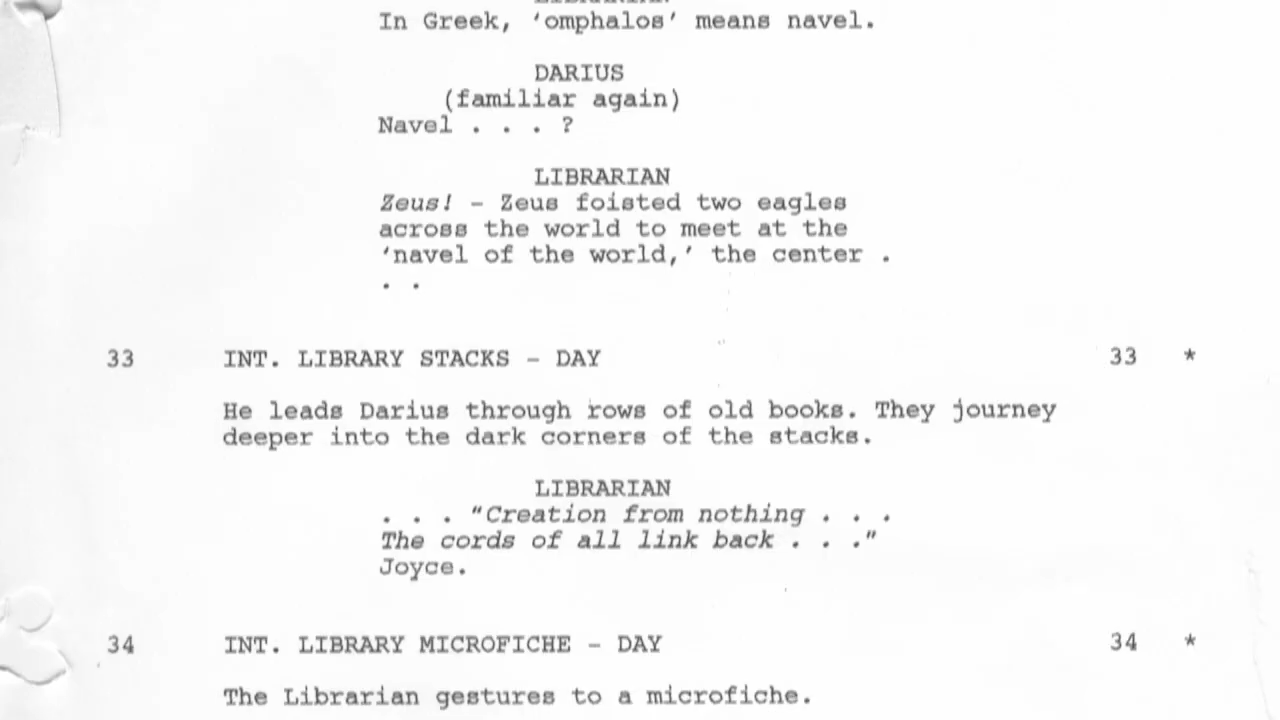 In Greek, ‘omphalos’ means navel.
DARIUS
(familiar again)
Navel . . . ?
LIBRARIAN
Zeus! – Zeus foisted two eagles
across the world to meet at the
‘navel of the world,’ the center .
. .
33 INT. LIBRARY STACKS – DAY 33 *
He leads Darius through rows of old books. They journey
deeper into the dark corners of the stacks.
LIBRARIAN
. . . “Creation from nothing . . .
The cords of all link back . . .”
Joyce.
34 INT. LIBRARY MICROFICHE – DAY 34 *
The Librarian gestures to a microfiche.